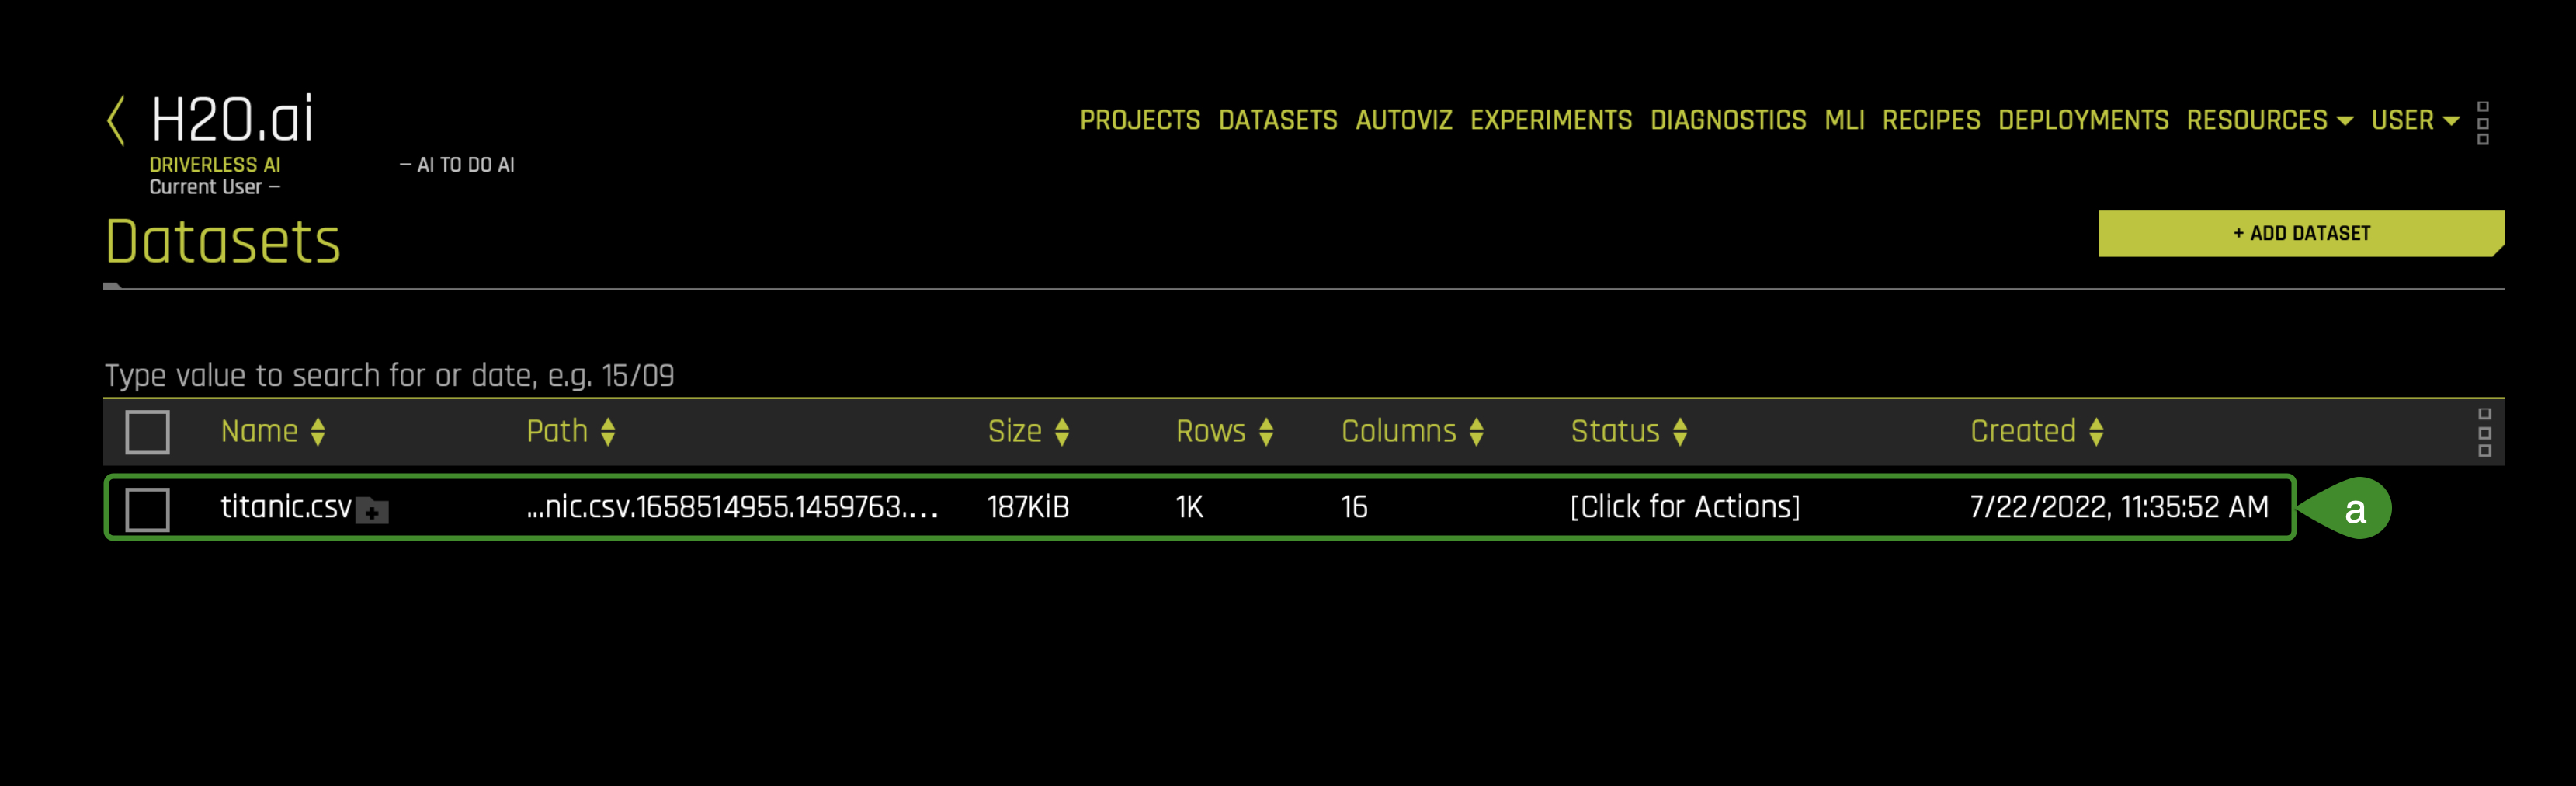 H2O.ai
PROJECTS DATASETS AUTOVIZ EXPERIMENTS DIAGNOSTICS MLI RECIPES DEPLOYMENTS RESOURCES USER
DRIVERLESS AI – AI TO DO AI
Current User –
Datasets
+ ADD DATASET
Type value to search for or date, e.g. 15/09
Name Path Size Rows Columns Status Created
titanic.csv ...nic.csv.1658514955.1459763.... 187KiB 1K 16 [Click for Actions] 7/22/2022, 11:35:52 AM a